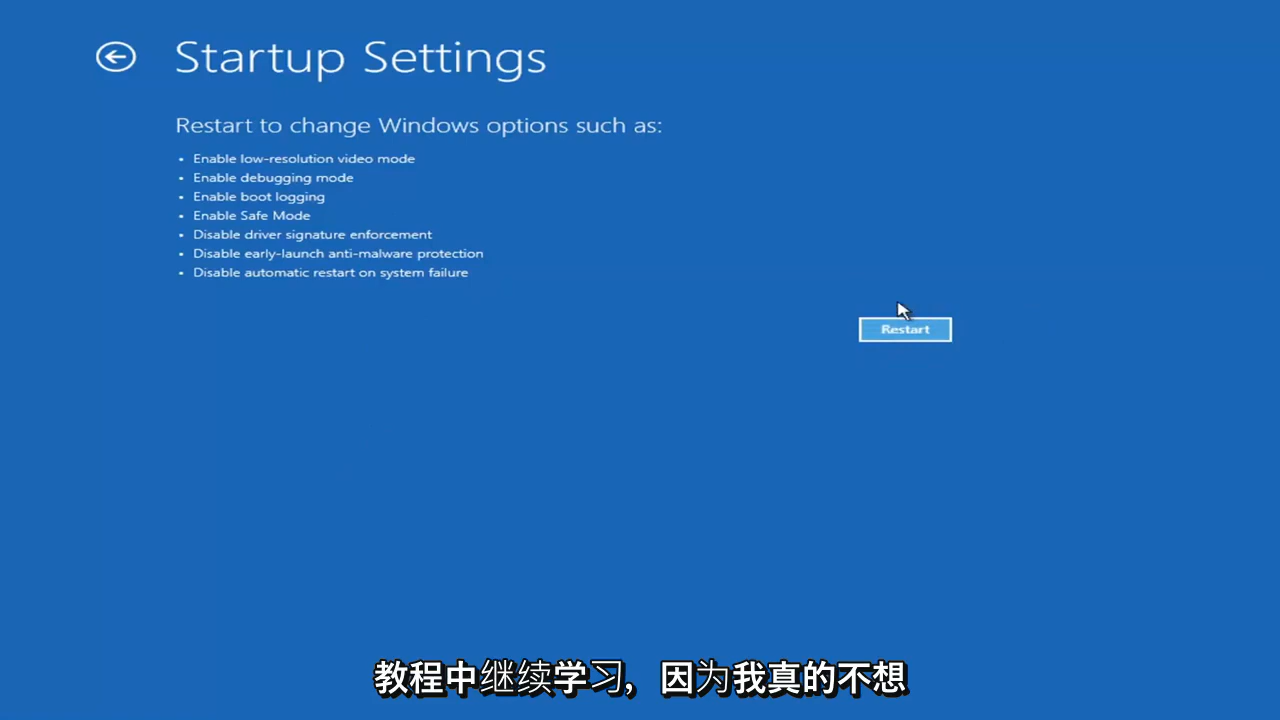 Startup Settings
Restart to change Windows options such as:
• Enable low-resolution video mode
• Enable debugging mode
• Enable boot logging
• Enable Safe Mode
• Disable driver signature enforcement
• Disable early-launch anti-malware protection
• Disable automatic restart on system failure
Restart
教程中继续学习，因为我真的不想